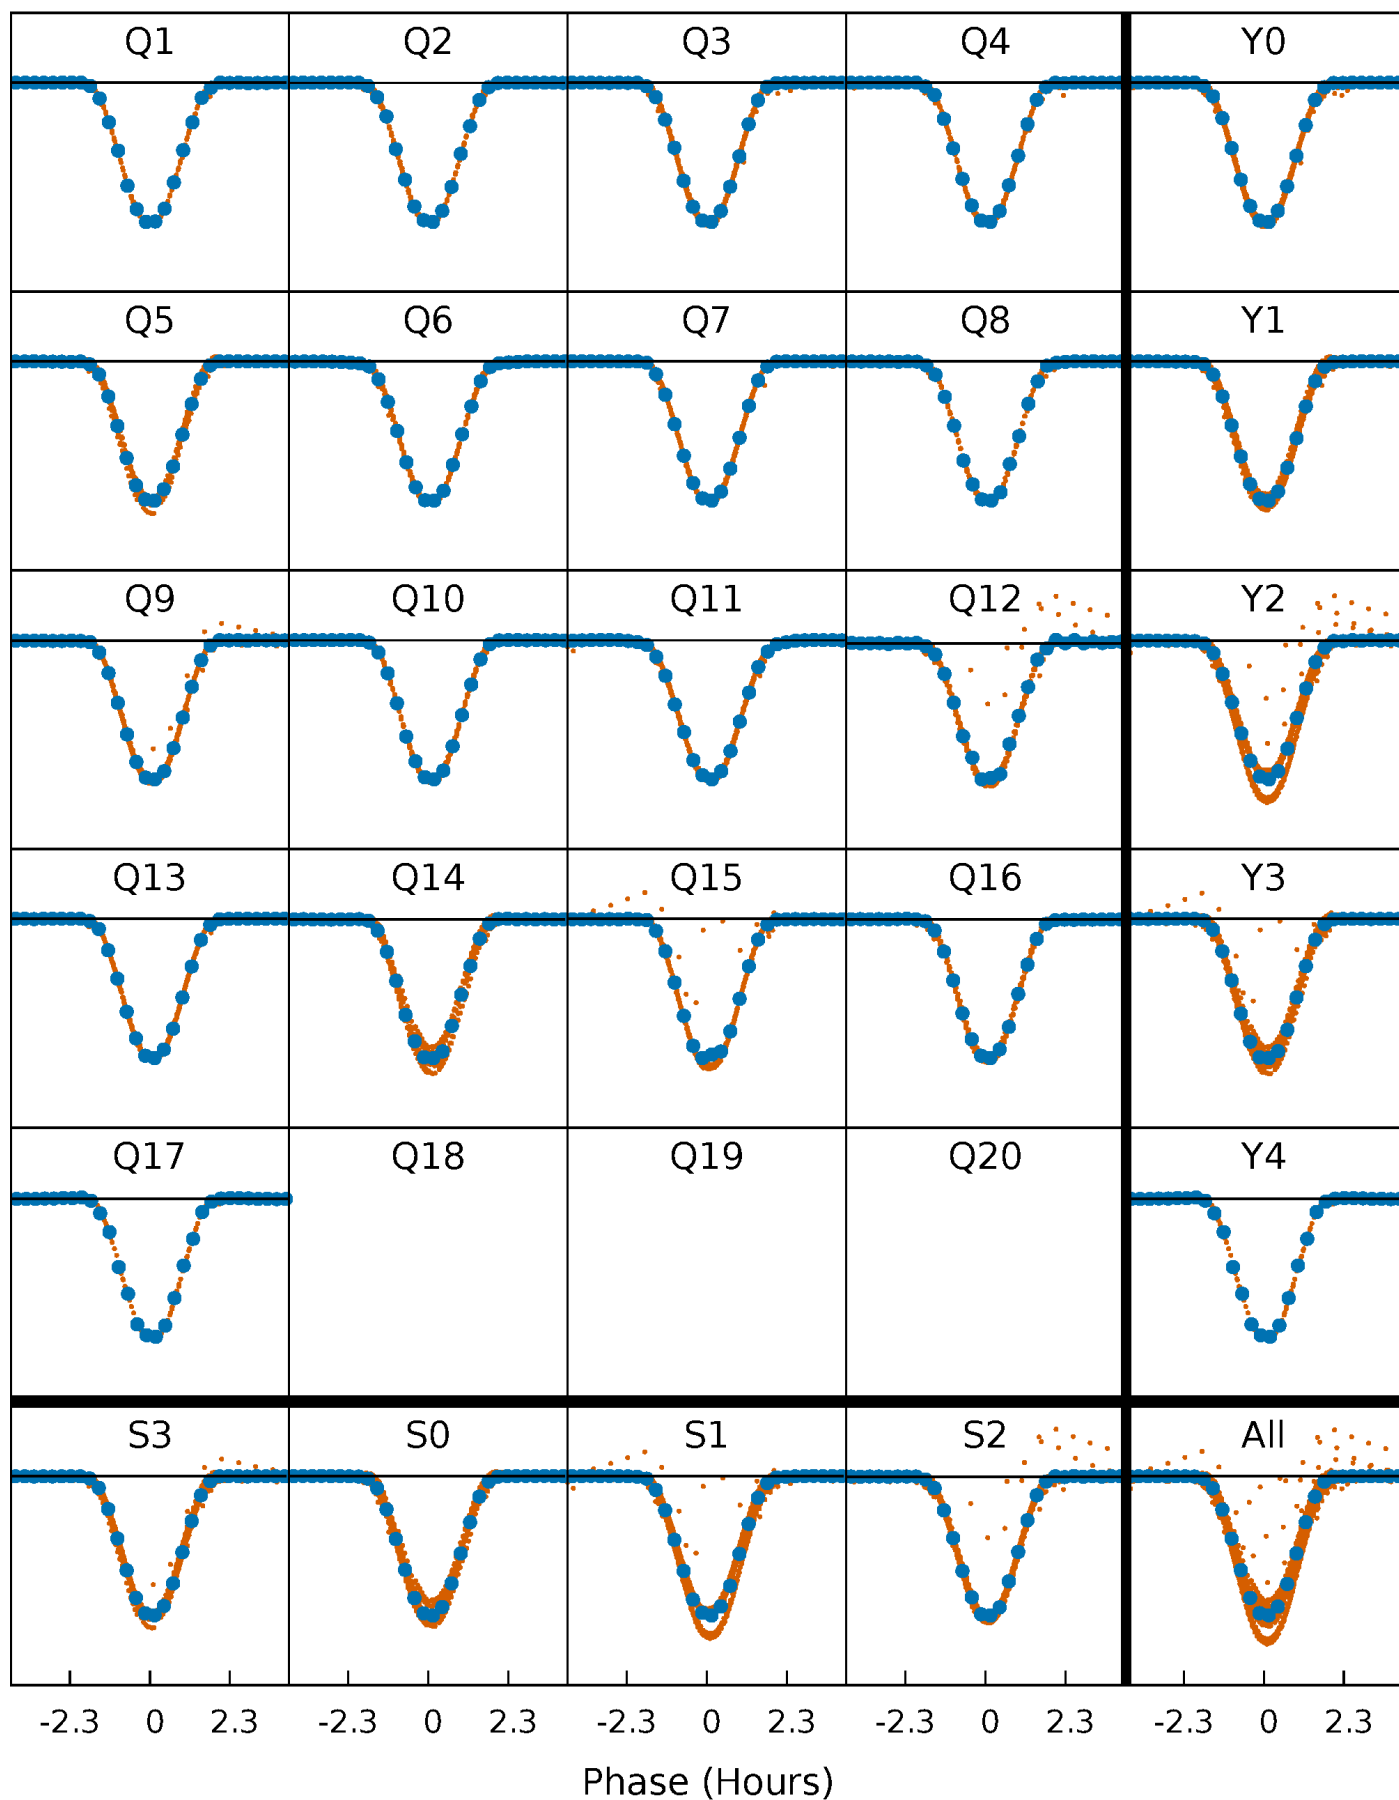 Q1 Q2 Q3 Q4 Y0
Q5 Q6 Q7 Q8 Y1
Q9 Q10 Q11 Q12 Y2
Q13 Q14 Q15 Q16 Y3
Q17 Q18 Q19 Q20 Y4
S3 S0 S1 S2 All
-2.3 0 2.3 -2.3 0 2.3 -2.3 0 2.3 -2.3 0 2.3 -2.3 0 2.3
Phase (Hours)